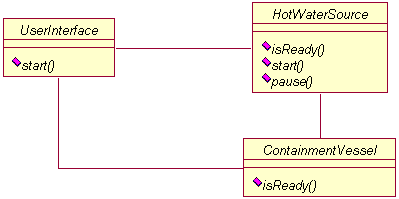 UserInterface
start()
HotWaterSource
isReady()
start()
pause()
ContainmentVessel
isReady()